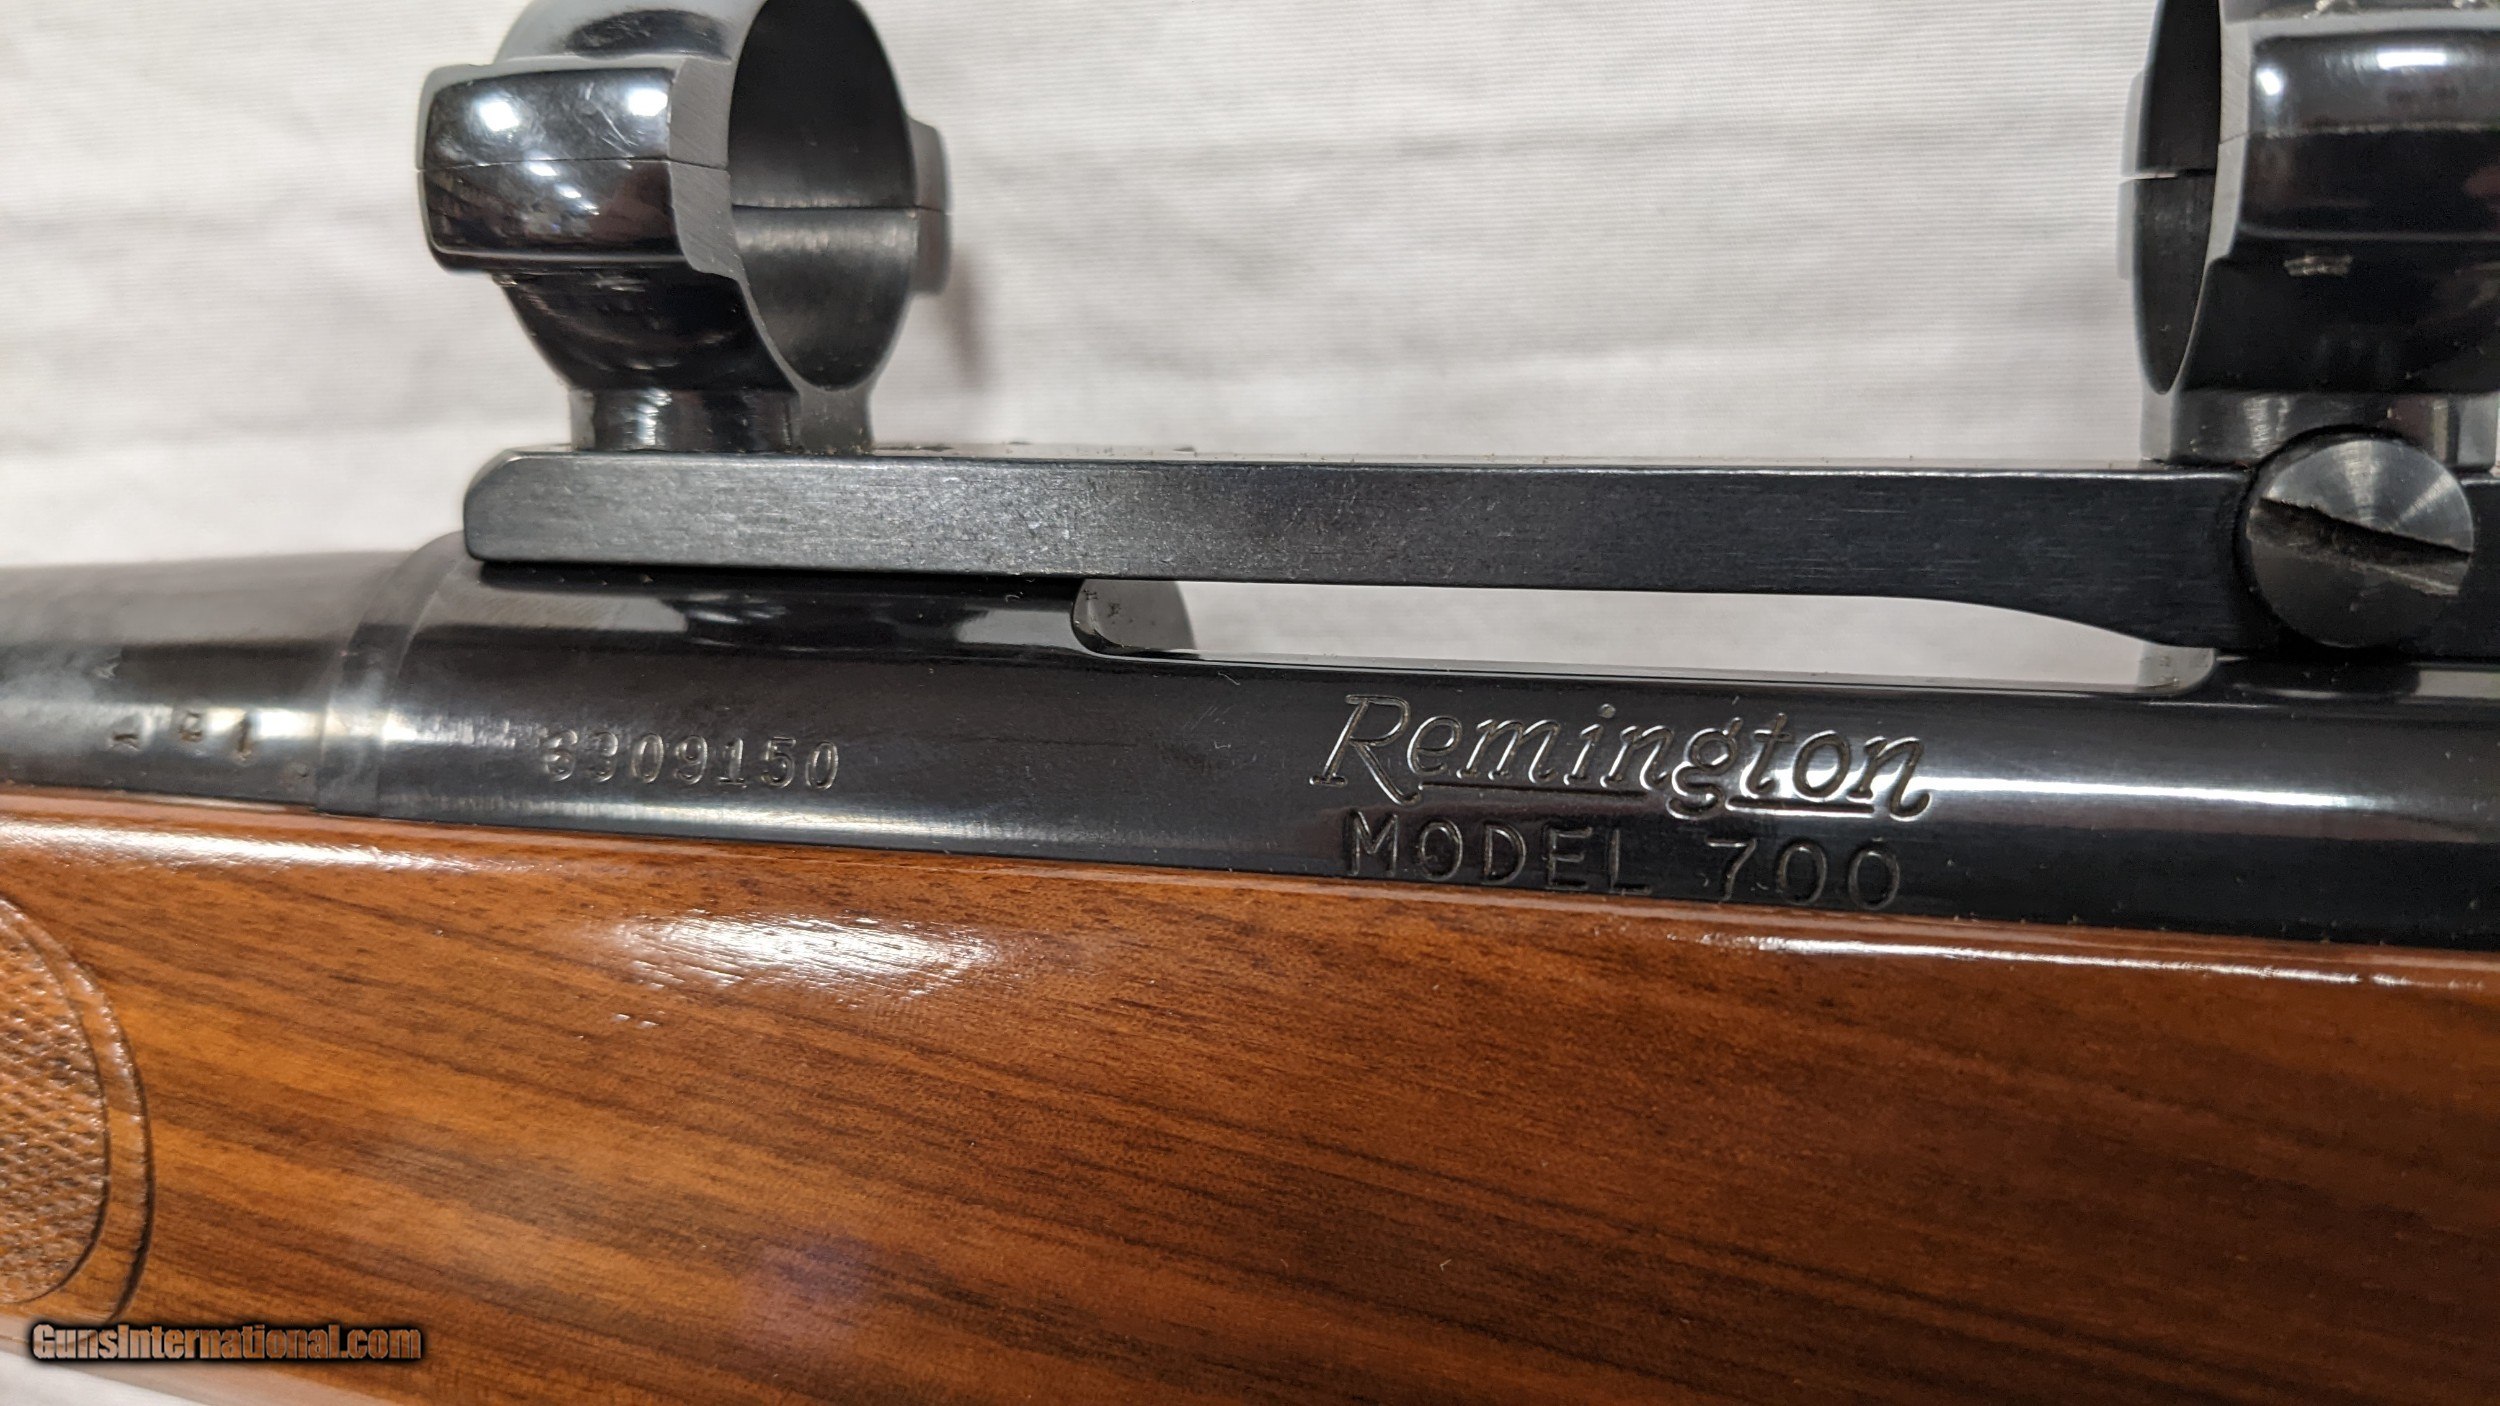 6309150
Remington
MODEL 700
GunsInternational.com